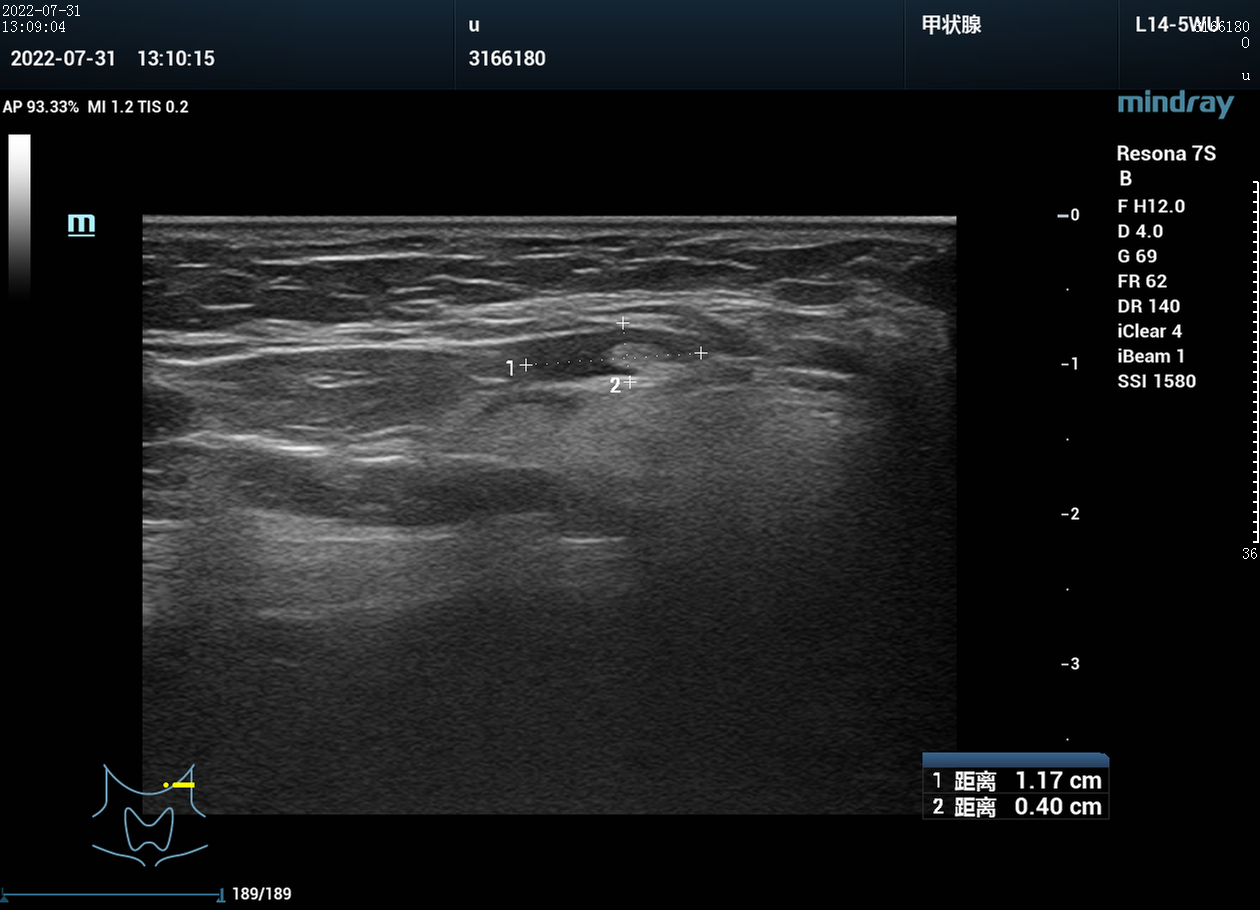 2022-07-31
13:09:04
2022-07-31 13:10:15
u
3166180
甲状腺
L14-5WU
3166180
0
u
AP 93.33% MI 1.2 TIS 0.2
mindray
Resona 7S
B
F H12.0
D 4.0
G 69
FR 62
DR 140
iClear 4
iBeam 1
SSI 1580
m
0
1
2
3
36
1
2
1 距离 1.17 cm
2 距离 0.40 cm
189/189